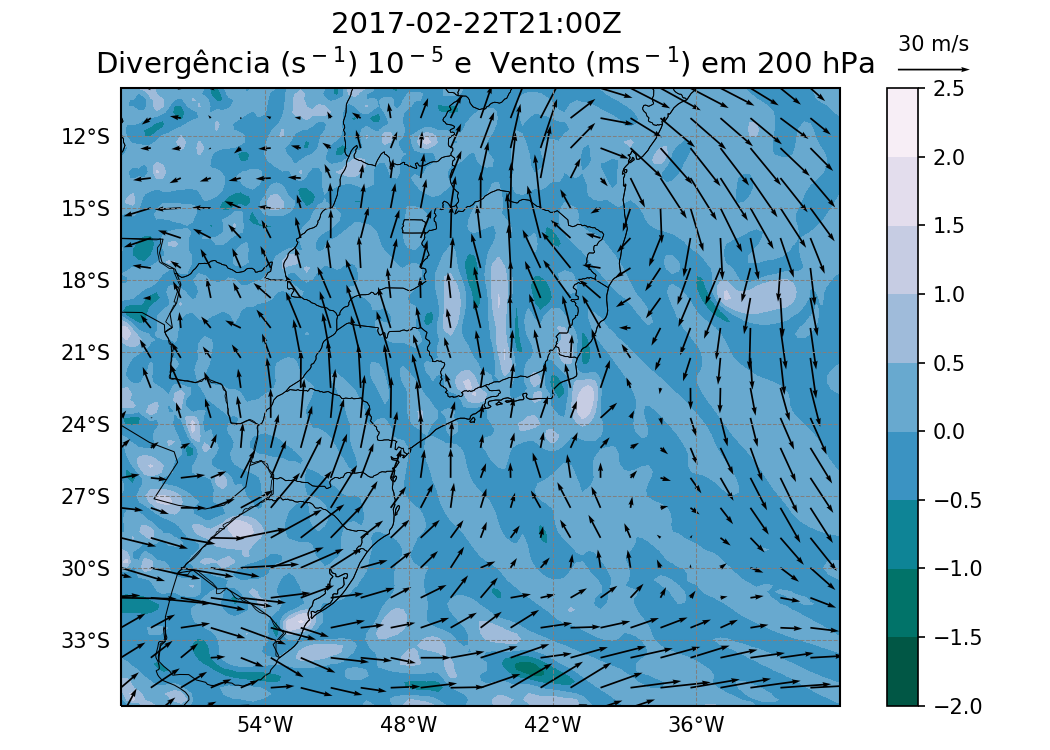 2017-02-22T21:00Z
Divergência (s⁻¹) 10⁻⁵ e Vento (ms⁻¹) em 200 hPa
30 m/s
12°S
15°S
18°S
21°S
24°S
27°S
30°S
33°S
54°W
48°W
42°W
36°W
2.5
2.0
1.5
1.0
0.5
0.0
−0.5
−1.0
−1.5
−2.0